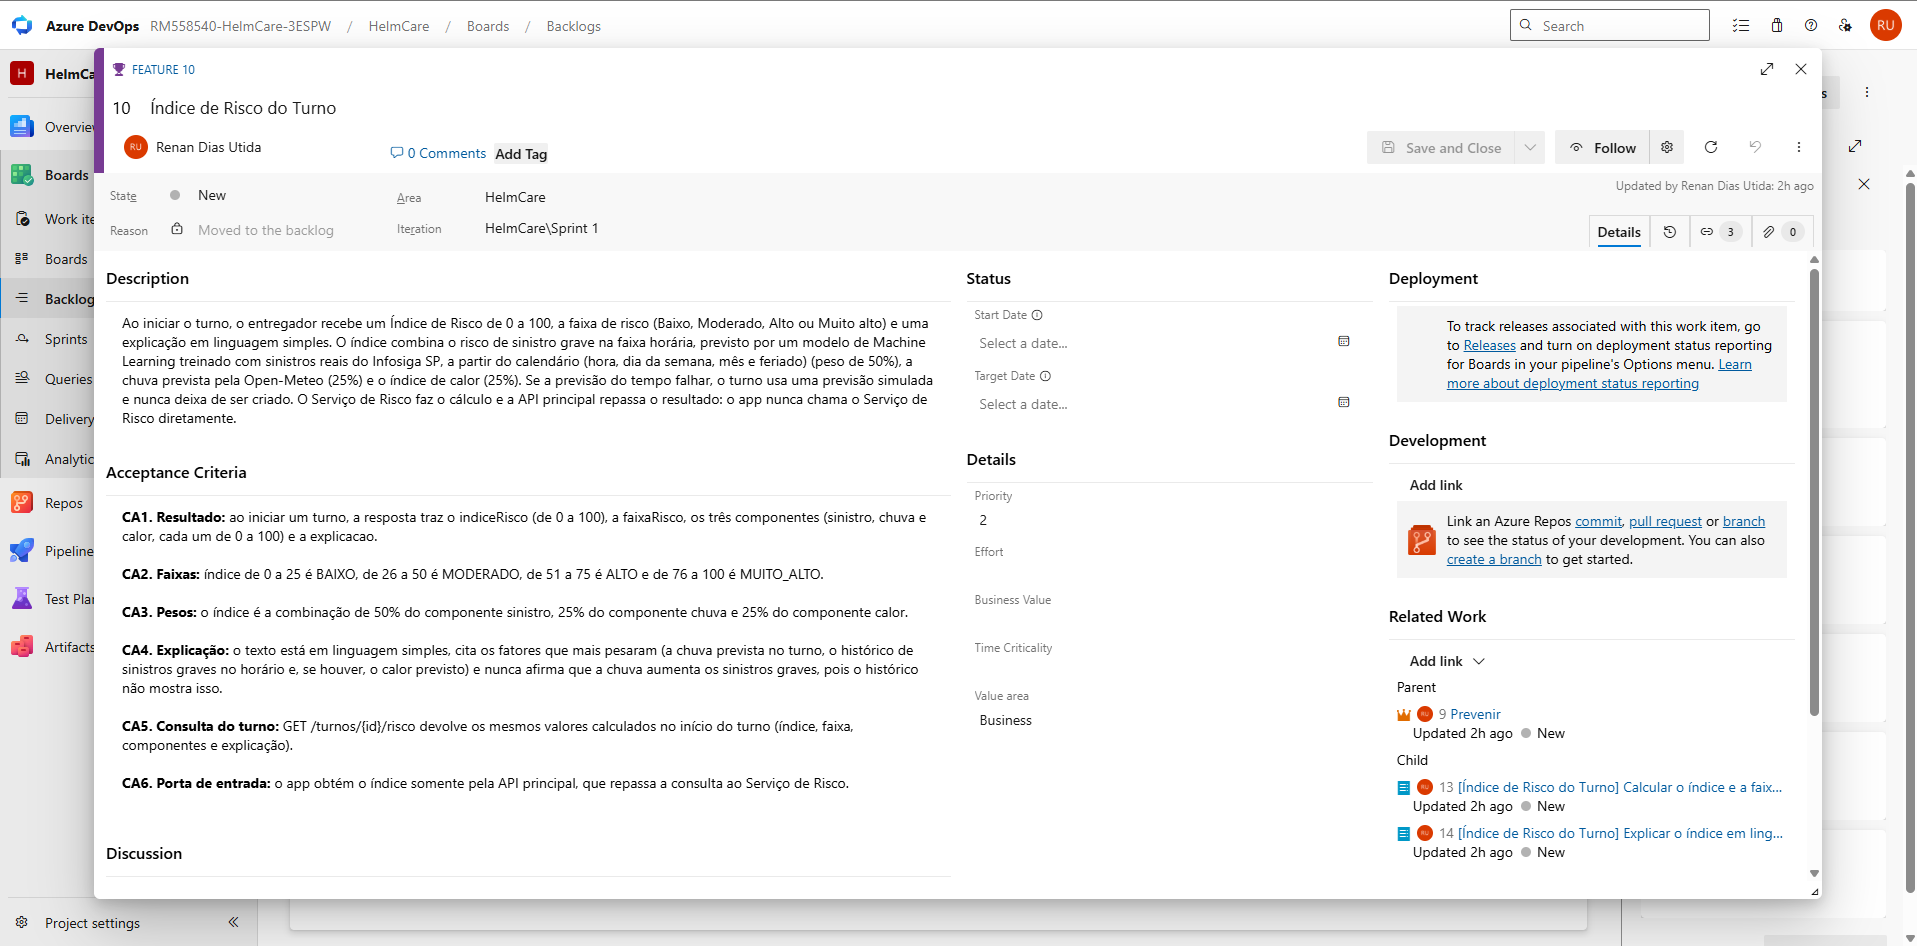 Azure DevOps RM558540-HelmCare-3ESPW / HelmCare / Boards / Backlogs
Search
RU
H HelmCa
Overview
Boards
Work ite
Boards
Backlog
Sprints
Queries
Delivery
Analytic
Repos
Pipeline
Test Plan
Artifacts
Project settings
FEATURE 10
10 Índice de Risco do Turno
RU Renan Dias Utida
0 Comments Add Tag
Save and Close
Follow
State New
Area HelmCare
Updated by Renan Dias Utida: 2h ago
Reason Moved to the backlog
Iteration HelmCare\Sprint 1
Details 3 0
Description
Ao iniciar o turno, o entregador recebe um Índice de Risco de 0 a 100, a faixa de risco (Baixo, Moderado, Alto ou Muito alto) e uma
explicação em linguagem simples. O índice combina o risco de sinistro grave na faixa horária, previsto por um modelo de Machine
Learning treinado com sinistros reais do Infosiga SP, a partir do calendário (hora, dia da semana, mês e feriado) (peso de 50%), a
chuva prevista pela Open-Meteo (25%) e o índice de calor (25%). Se a previsão do tempo falhar, o turno usa uma previsão simulada
e nunca deixa de ser criado. O Serviço de Risco faz o cálculo e a API principal repassa o resultado: o app nunca chama o Serviço de
Risco diretamente.
Acceptance Criteria
CA1. Resultado: ao iniciar um turno, a resposta traz o indiceRisco (de 0 a 100), a faixaRisco, os três componentes (sinistro, chuva e
calor, cada um de 0 a 100) e a explicacao.
CA2. Faixas: índice de 0 a 25 é BAIXO, de 26 a 50 é MODERADO, de 51 a 75 é ALTO e de 76 a 100 é MUITO_ALTO.
CA3. Pesos: o índice é a combinação de 50% do componente sinistro, 25% do componente chuva e 25% do componente calor.
CA4. Explicação: o texto está em linguagem simples, cita os fatores que mais pesaram (a chuva prevista no turno, o histórico de
sinistros graves no horário e, se houver, o calor previsto) e nunca afirma que a chuva aumenta os sinistros graves, pois o histórico
não mostra isso.
CA5. Consulta do turno: GET /turnos/{id}/risco devolve os mesmos valores calculados no início do turno (índice, faixa,
componentes e explicação).
CA6. Porta de entrada: o app obtém o índice somente pela API principal, que repassa a consulta ao Serviço de Risco.
Discussion
Status
Start Date
Select a date...
Target Date
Select a date...
Details
Priority
2
Effort
Business Value
Time Criticality
Value area
Business
Deployment
To track releases associated with this work item, go
to Releases and turn on deployment status reporting
for Boards in your pipeline's Options menu. Learn
more about deployment status reporting
Development
Add link
Link an Azure Repos commit, pull request or branch
to see the status of your development. You can also
create a branch to get started.
Related Work
Add link
Parent
9 Prevenir
Updated 2h ago New
Child
13 [Índice de Risco do Turno] Calcular o índice e a faix...
Updated 2h ago New
14 [Índice de Risco do Turno] Explicar o índice em ling...
Updated 2h ago New